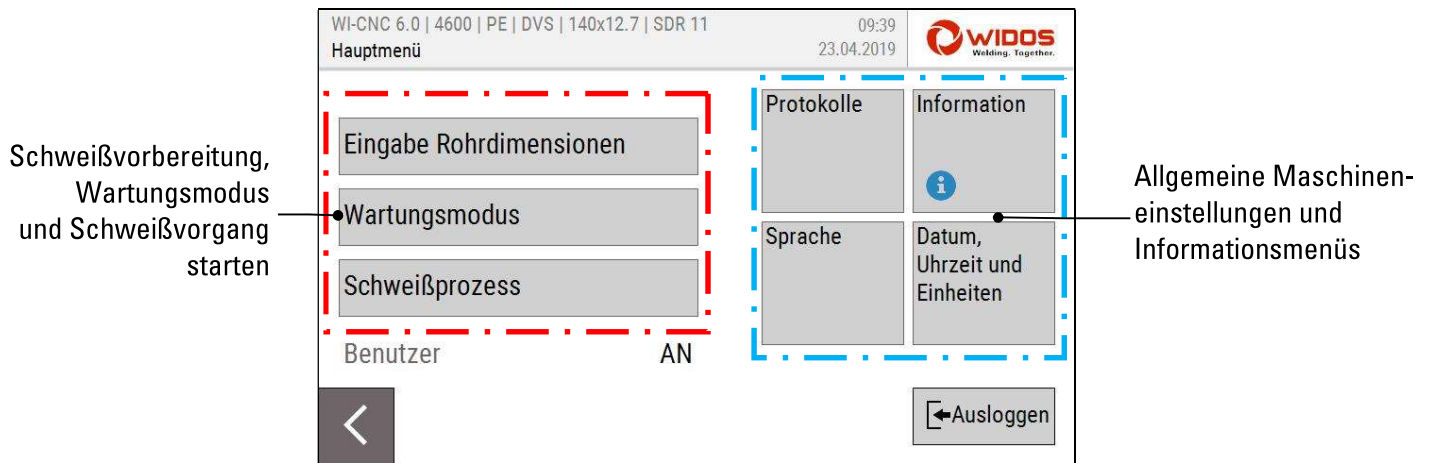 WI-CNC 6.0 | 4600 | PE | DVS | 140x12.7 | SDR 11
Hauptmenü
09:39
23.04.2019
WIDOS
Welding. Together.
Schweißvorbereitung,
Wartungsmodus
und Schweißvorgang
starten
Eingabe Rohrdimensionen
Wartungsmodus
Schweißprozess
Benutzer AN
Protokolle
Information
i
Sprache
Datum,
Uhrzeit und
Einheiten
Ausloggen
Allgemeine Maschinen-
einstellungen und
Informationsmenüs